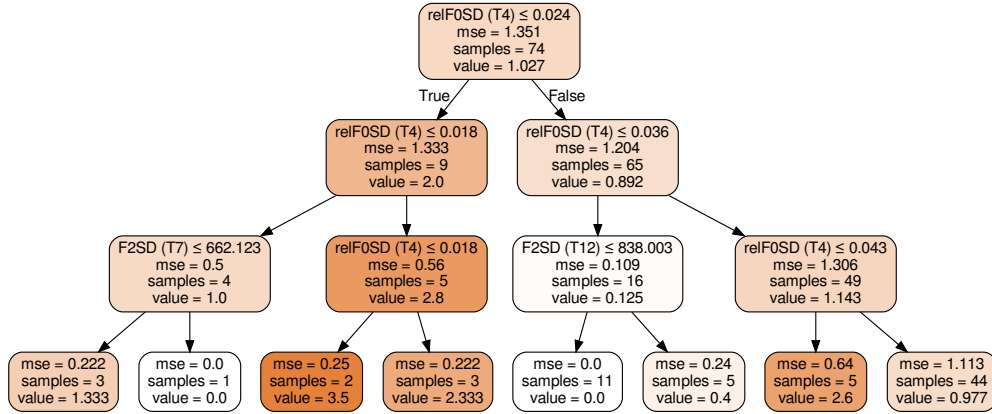 relF0SD (T4) ≤ 0.024
mse = 1.351
samples = 74
value = 1.027
True
False
relF0SD (T4) ≤ 0.018
mse = 1.333
samples = 9
value = 2.0
relF0SD (T4) ≤ 0.036
mse = 1.204
samples = 65
value = 0.892
F2SD (T7) ≤ 662.123
mse = 0.5
samples = 4
value = 1.0
relF0SD (T4) ≤ 0.018
mse = 0.56
samples = 5
value = 2.8
F2SD (T12) ≤ 838.003
mse = 0.109
samples = 16
value = 0.125
relF0SD (T4) ≤ 0.043
mse = 1.306
samples = 49
value = 1.143
mse = 0.222
samples = 3
value = 1.333
mse = 0.0
samples = 1
value = 0.0
mse = 0.25
samples = 2
value = 3.5
mse = 0.222
samples = 3
value = 2.333
mse = 0.0
samples = 11
value = 0.0
mse = 0.24
samples = 5
value = 0.4
mse = 0.64
samples = 5
value = 2.6
mse = 1.113
samples = 44
value = 0.977